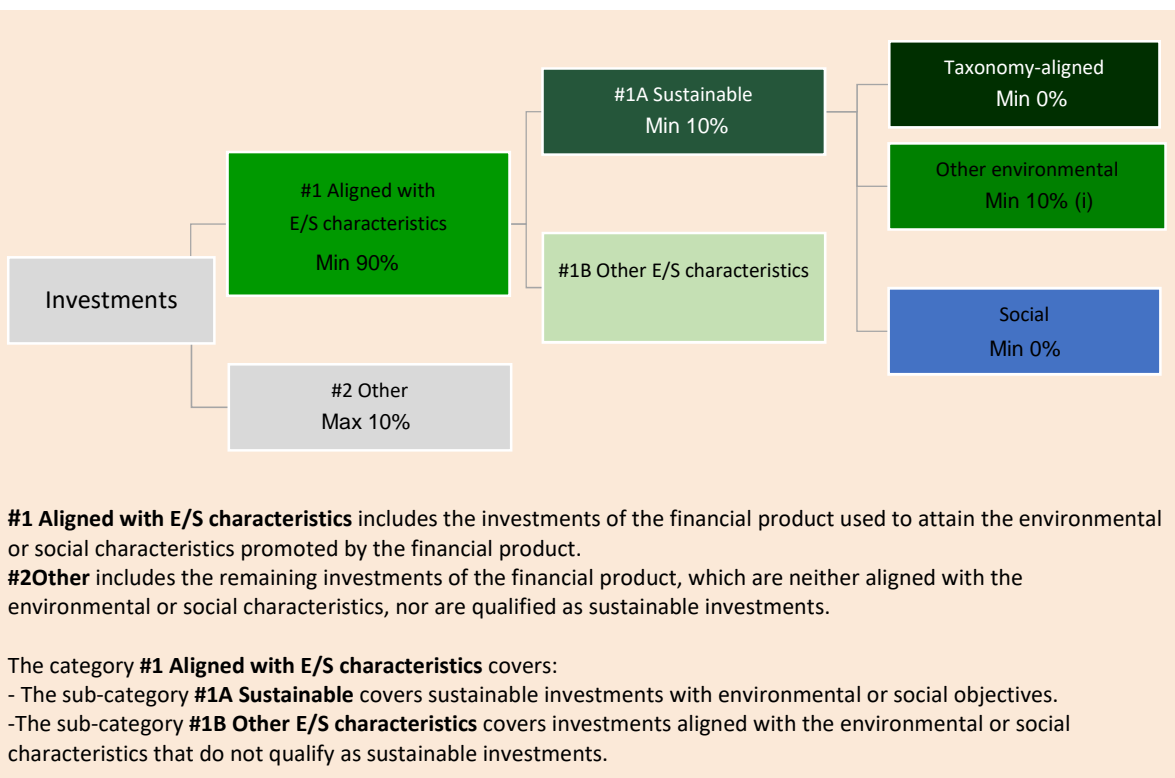 Investments
#1 Aligned with
E/S characteristics
Min 90%
#2 Other
Max 10%
#1A Sustainable
Min 10%
#1B Other E/S characteristics
Taxonomy-aligned
Min 0%
Other environmental
Min 10% (i)
Social
Min 0%
#1 Aligned with E/S characteristics includes the investments of the financial product used to attain the environmental
or social characteristics promoted by the financial product.
#2Other includes the remaining investments of the financial product, which are neither aligned with the
environmental or social characteristics, nor are qualified as sustainable investments.
The category #1 Aligned with E/S characteristics covers:
- The sub-category #1A Sustainable covers sustainable investments with environmental or social objectives.
-The sub-category #1B Other E/S characteristics covers investments aligned with the environmental or social
characteristics that do not qualify as sustainable investments.